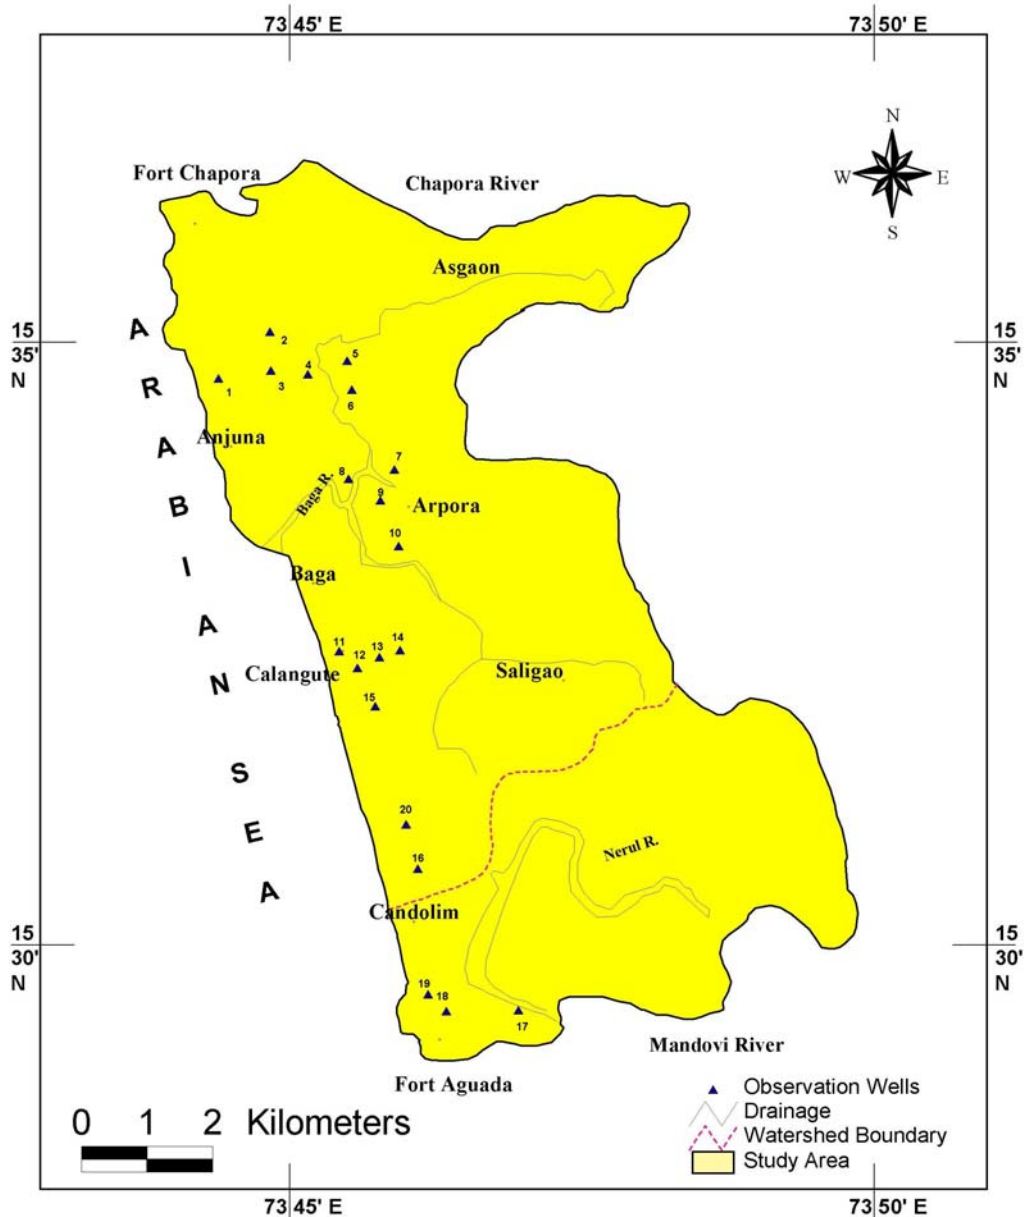 73 45' E
73 50' E
N
W
E
S
Fort Chapora
Chapora River
Asgaon
15
35'
N
15
35'
N
2
5
4
3
1
6
Anjuna
7
8
Baga R.
9
Arpora
10
Baga
ARABIAN SEA
11
12
13
14
Calangute
Saligao
15
20
Nerul R.
16
Candolim
15
30'
N
15
30'
N
19
18
17
Mandovi River
Fort Aguada
0 1 2 Kilometers
Observation Wells
Drainage
Watershed Boundary
Study Area
73 45' E
73 50' E